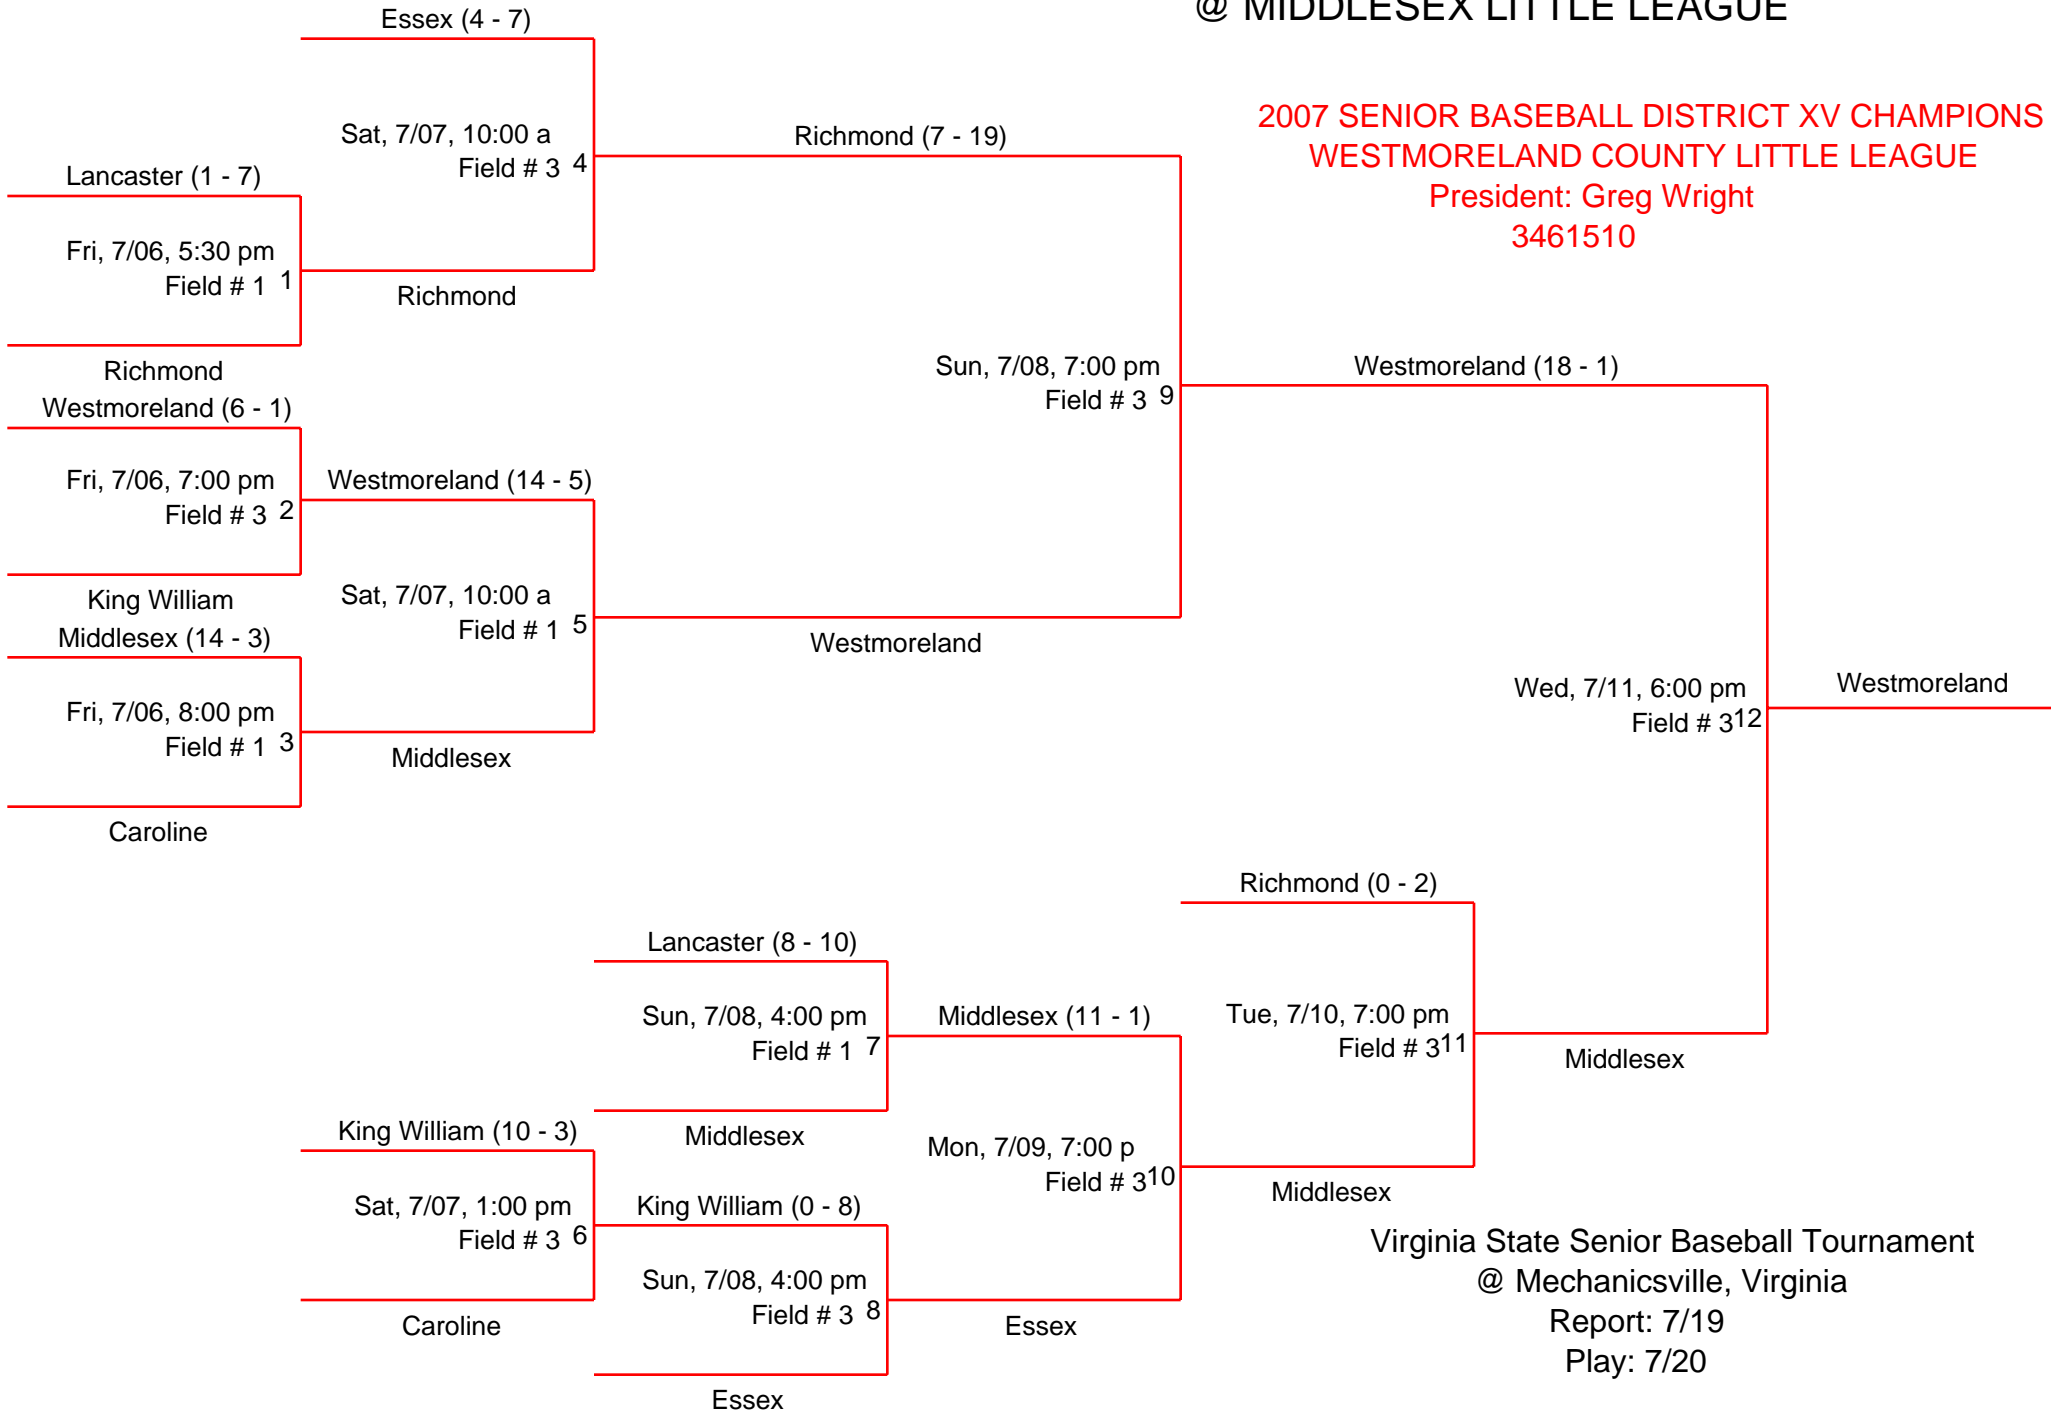 @ MIDDLESEX LITTLE LEAGUE
2007 SENIOR BASEBALL DISTRICT XV CHAMPIONS
WESTMORELAND COUNTY LITTLE LEAGUE
President: Greg Wright
3461510
Essex (4 - 7)
Sat, 7/07, 10:00 a
Field # 3 4
Richmond (7 - 19)
Lancaster (1 - 7)
Fri, 7/06, 5:30 pm
Field # 1 1
Richmond
Richmond
Sun, 7/08, 7:00 pm
Field # 3 9
Westmoreland (18 - 1)
Westmoreland (6 - 1)
Fri, 7/06, 7:00 pm
Field # 3 2
Westmoreland (14 - 5)
King William
Sat, 7/07, 10:00 a
Field # 1 5
Westmoreland
Middlesex (14 - 3)
Fri, 7/06, 8:00 pm
Field # 1 3
Middlesex
Caroline
Wed, 7/11, 6:00 pm
Field # 3 12
Westmoreland
Richmond (0 - 2)
Lancaster (8 - 10)
Sun, 7/08, 4:00 pm
Field # 1 7
Middlesex (11 - 1)
Tue, 7/10, 7:00 pm
Field # 3 11
Middlesex
Middlesex
King William (10 - 3)
Mon, 7/09, 7:00 p
Field # 3 10
Middlesex
Sat, 7/07, 1:00 pm
Field # 3 6
King William (0 - 8)
Sun, 7/08, 4:00 pm
Field # 3 8
Caroline
Essex
Essex
Virginia State Senior Baseball Tournament
@ Mechanicsville, Virginia
Report: 7/19
Play: 7/20